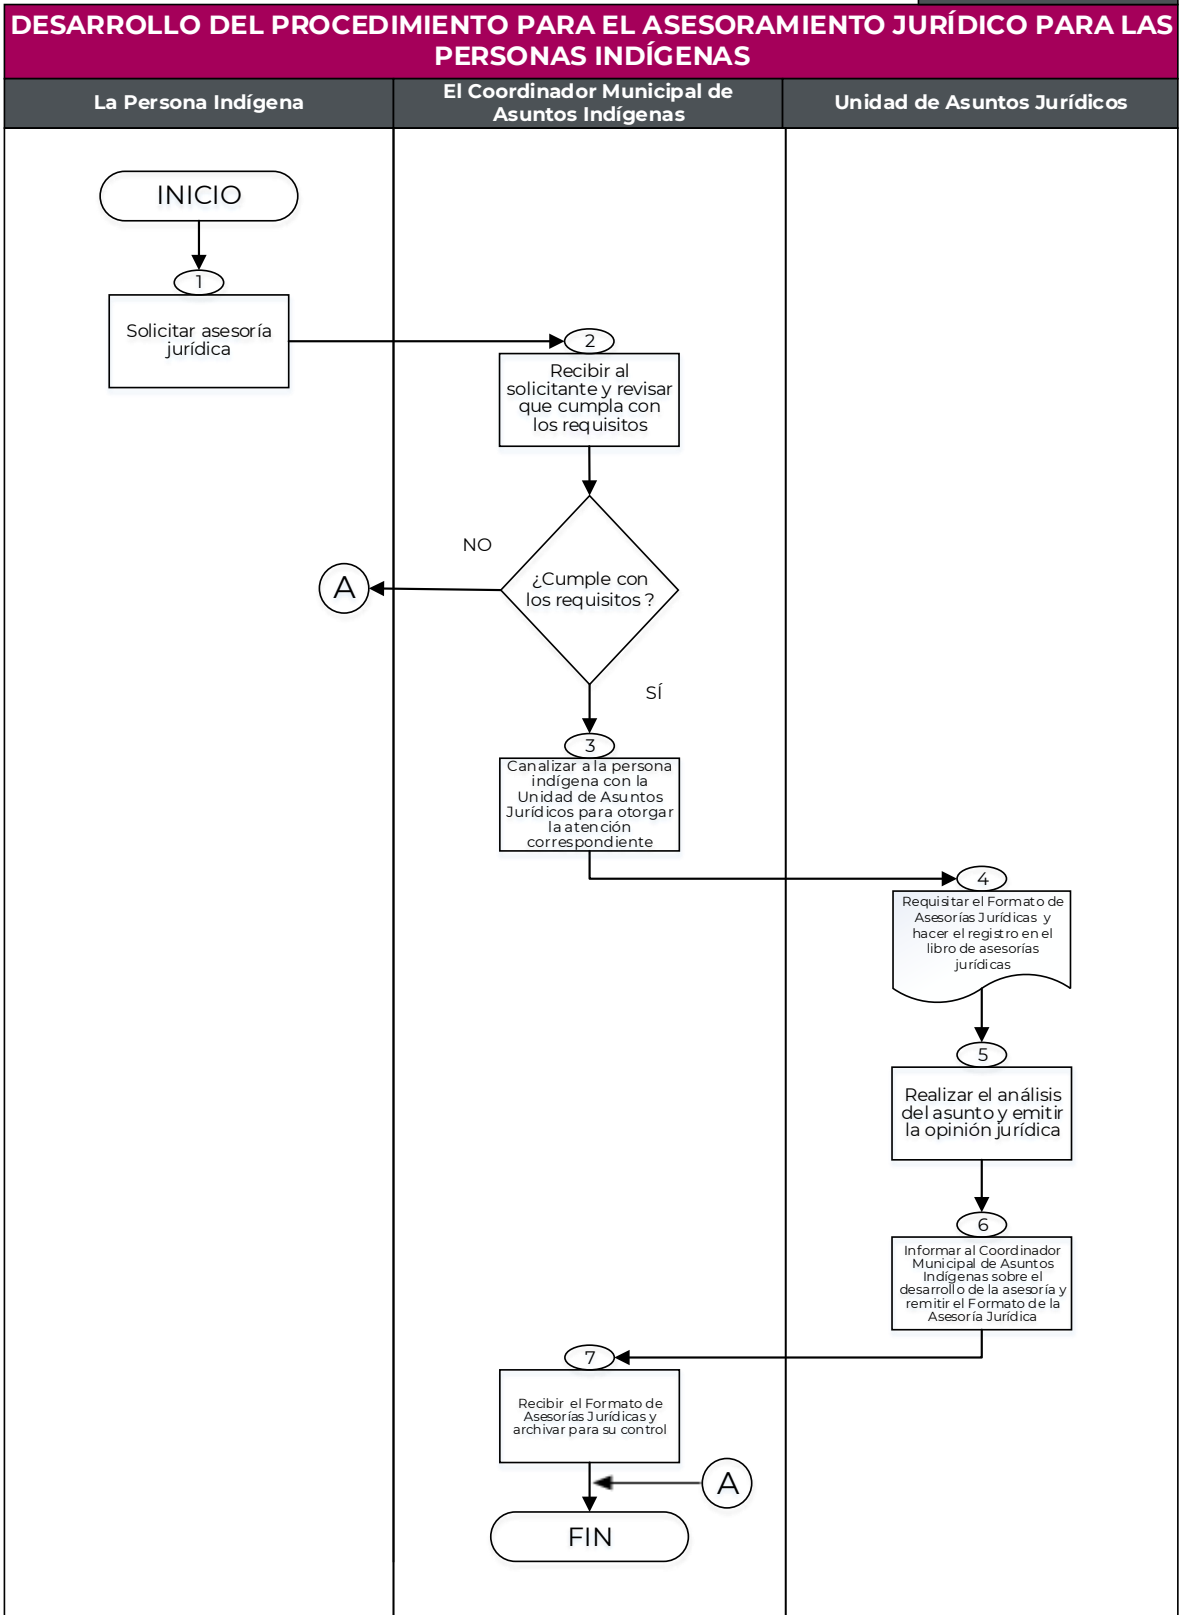 DESARROLLO DEL PROCEDIMIENTO PARA EL ASESORAMIENTO JURÍDICO PARA LAS
PERSONAS INDÍGENAS
La Persona Indígena
El Coordinador Municipal de
Asuntos Indígenas
Unidad de Asuntos Jurídicos
INICIO
1
Solicitar asesoría
jurídica
2
Recibir al
solicitante y revisar
que cumpla con
los requisitos
NO
A
¿Cumple con
los requisitos ?
SÍ
3
Canalizar a la persona
indígena con la
Unidad de Asuntos
Jurídicos para otorgar
la atención
correspondiente
4
Requisitar el Formato de
Asesorías Jurídicas y
hacer el registro en el
libro de asesorías
jurídicas
5
Realizar el análisis
del asunto y emitir
la opinión jurídica
6
Informar al Coordinador
Municipal de Asuntos
Indígenas sobre el
desarrollo de la asesoría y
remitir el Formato de la
Asesoría Jurídica
7
Recibir el Formato de
Asesorías Jurídicas y
archivar para su control
A
FIN